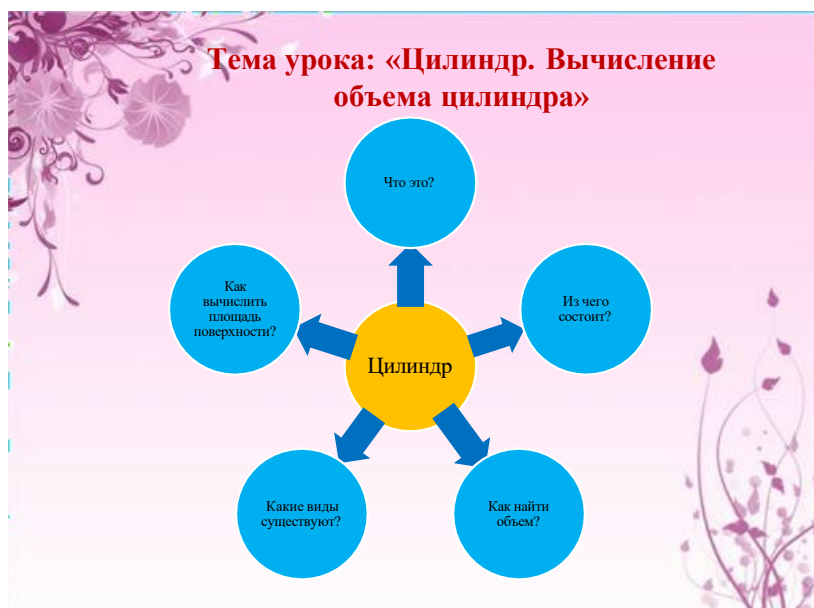 Тема урока: «Цилиндр. Вычисление
объема цилиндра»
Что это?
Из чего
состоит?
Как найти
объем?
Какие виды
существуют?
Как
вычислить
площадь
поверхности?
Цилиндр